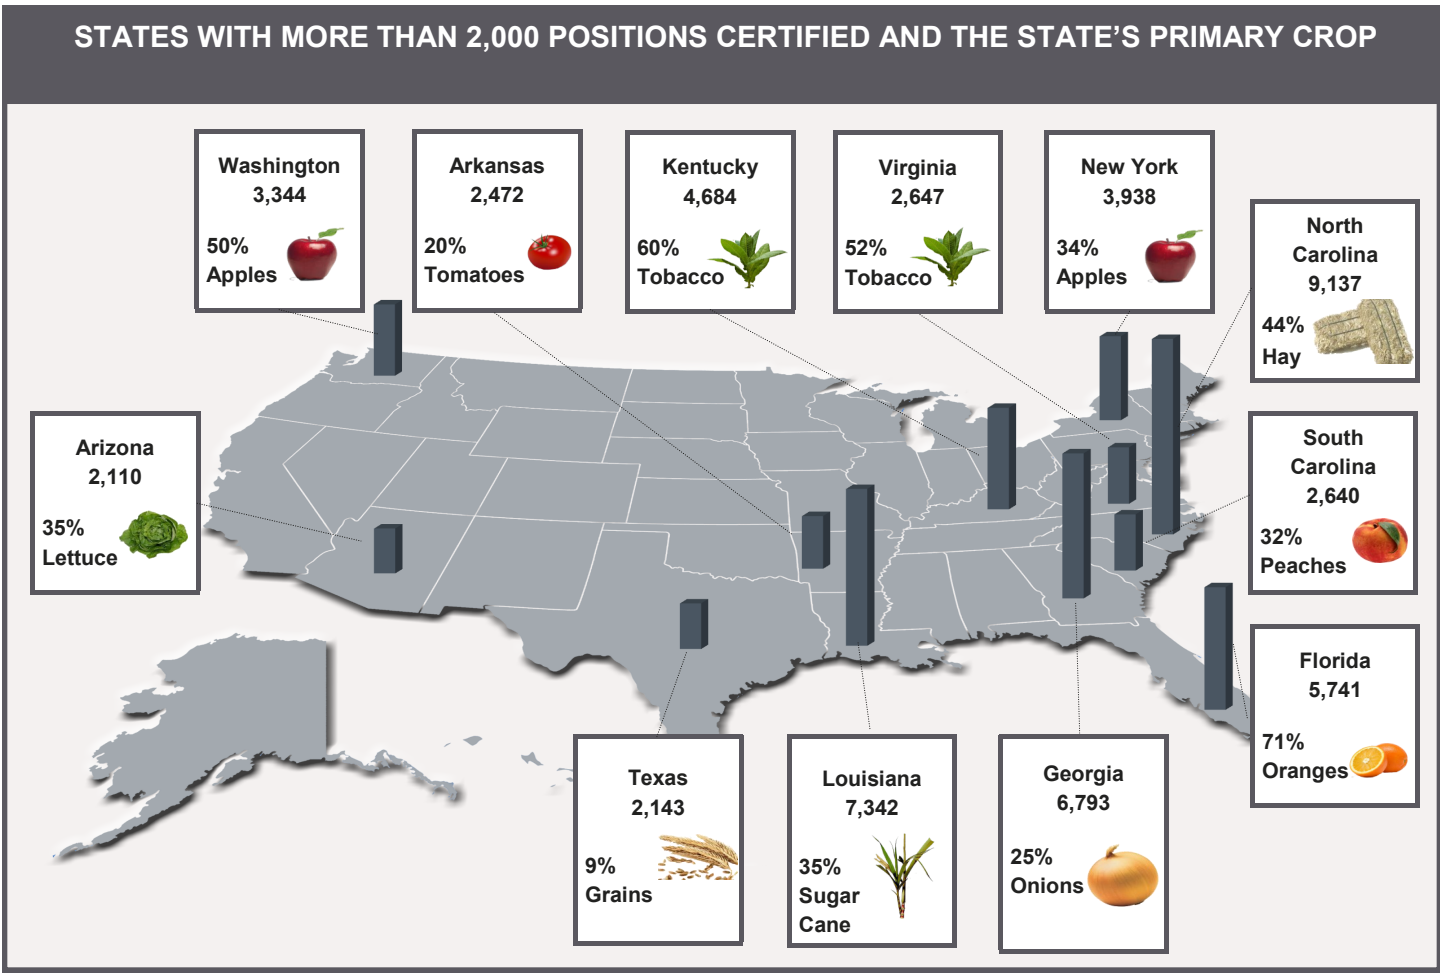 STATES WITH MORE THAN 2,000 POSITIONS CERTIFIED AND THE STATE'S PRIMARY CROP
Washington
3,344
50%
Apples
Arkansas
2,472
20%
Tomatoes
Kentucky
4,684
60%
Tobacco
Virginia
2,647
52%
Tobacco
New York
3,938
34%
Apples
North
Carolina
9,137
44%
Hay
Arizona
2,110
35%
Lettuce
South
Carolina
2,640
32%
Peaches
Florida
5,741
71%
Oranges
Texas
2,143
9%
Grains
Louisiana
7,342
35%
Sugar
Cane
Georgia
6,793
25%
Onions